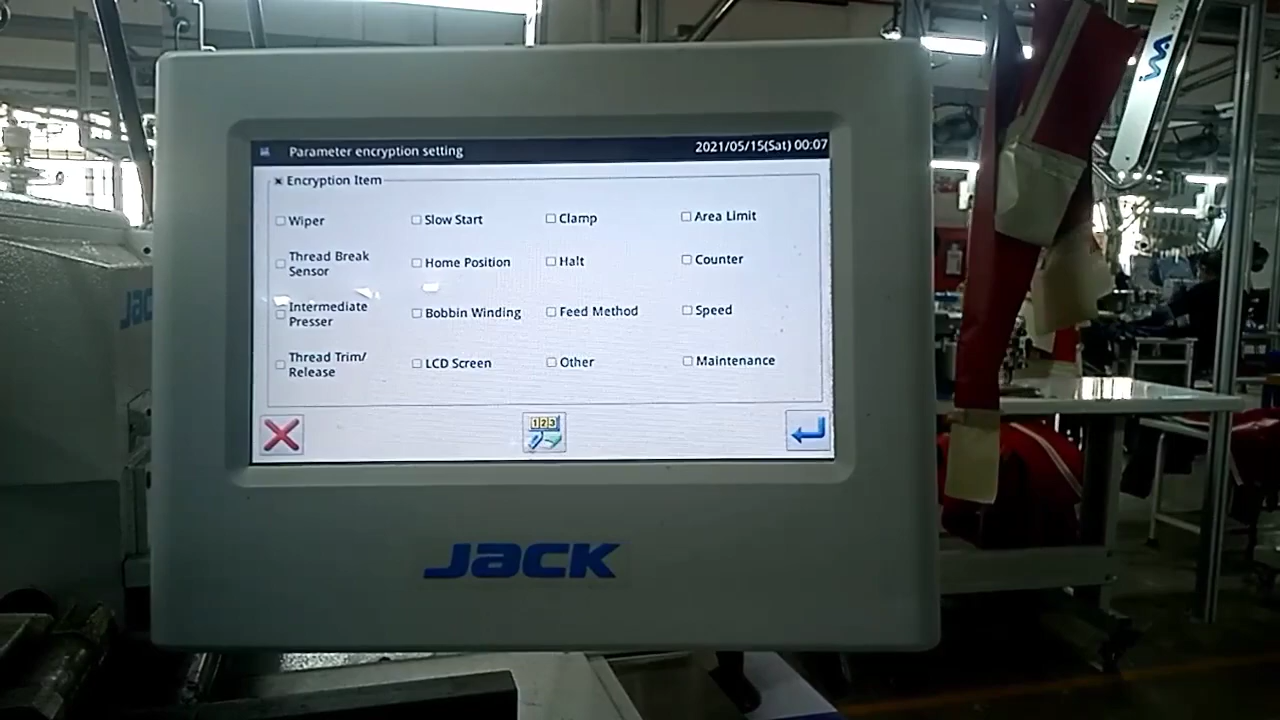 Parameter encryption setting 2021/05/15(Sat) 00:07
Encryption Item
Wiper Slow Start Clamp Area Limit
Thread Break
Sensor Home Position Halt Counter
Intermediate
Presser Bobbin Winding Feed Method Speed
Thread Trim/
Release LCD Screen Other Maintenance
123
JACK
JACK